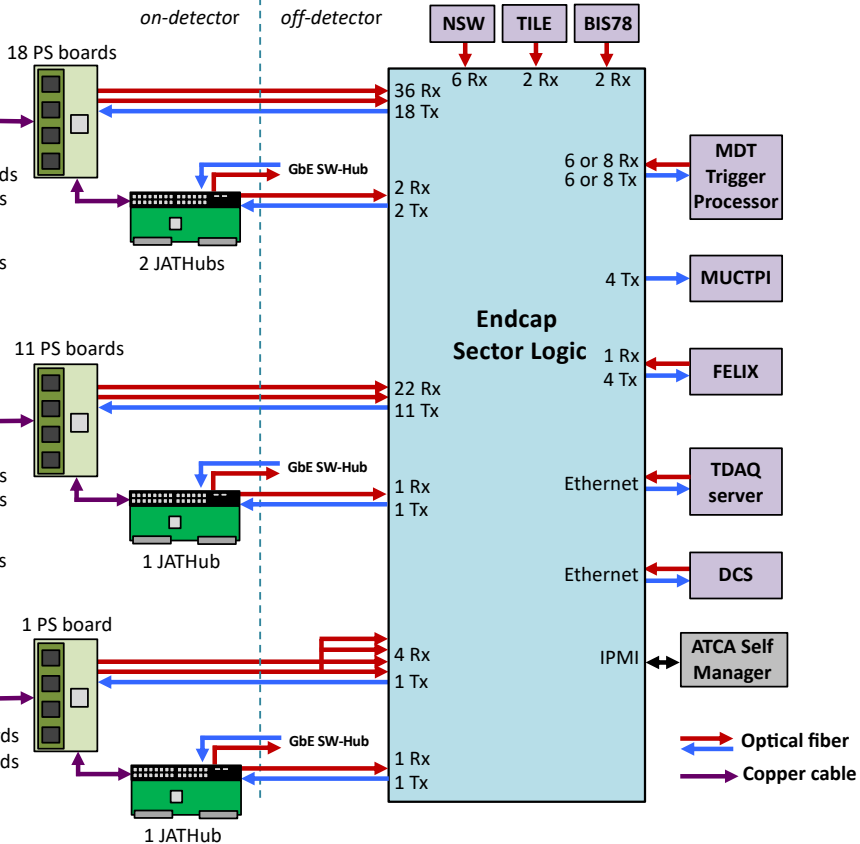 on-detector
off-detector
NSW
TILE
BIS78
18 PS boards
6 Rx
2 Rx
2 Rx
36 Rx
18 Tx
GbE SW-Hub
2 Rx
2 Tx
2 JATHubs
6 or 8 Rx
6 or 8 Tx
MDT
Trigger
Processor
4 Tx
MUCTPI
Endcap
Sector Logic
1 Rx
4 Tx
FELIX
11 PS boards
22 Rx
11 Tx
GbE SW-Hub
1 Rx
1 Tx
1 JATHub
Ethernet
TDAQ
server
Ethernet
DCS
1 PS board
4 Rx
1 Tx
IPMI
ATCA Self
Manager
GbE SW-Hub
1 Rx
1 Tx
1 JATHub
Optical fiber
Copper cable